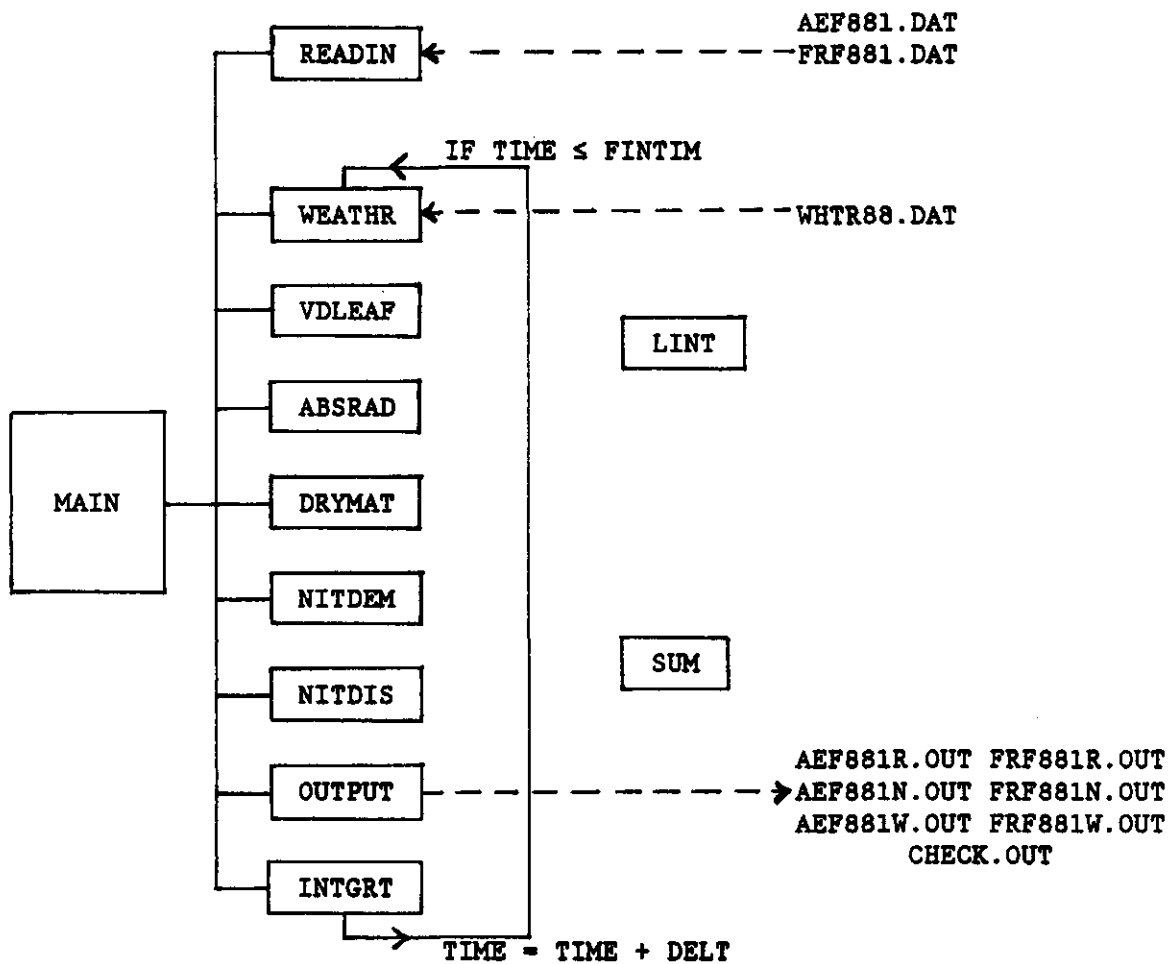 AEF881.DAT
READIN
FRF881.DAT
IF TIME ≤ FINTIM
WEATHR
WHTR88.DAT
VDLEAF
LINT
ABSRAD
MAIN
DRYMAT
NITDEM
SUM
NITDIS
AEF881R.OUT FRF881R.OUT
OUTPUT
AEF881N.OUT FRF881N.OUT
AEF881W.OUT FRF881W.OUT
CHECK.OUT
INTGRT
TIME = TIME + DELT